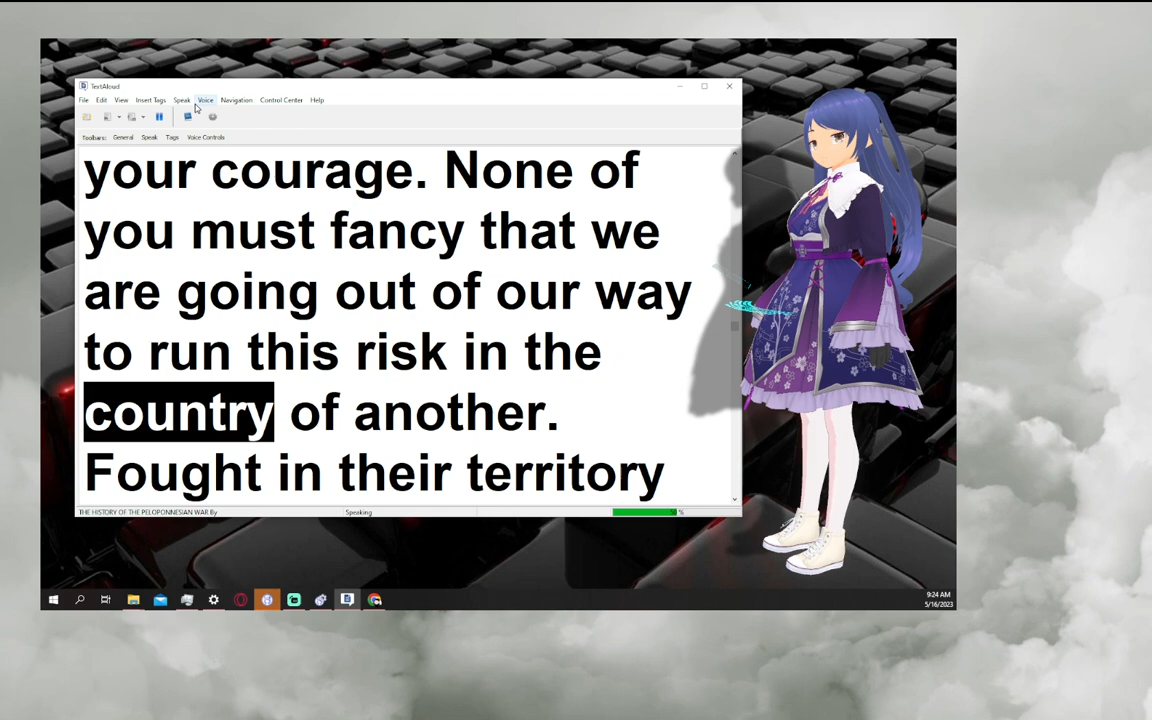 TextAloud
File Edit View Insert Tags Speak Voice Navigation Control Center Help
Toolbars: General Speak Tags Voice Controls
your courage. None of
you must fancy that we
are going out of our way
to run this risk in the
country of another.
Fought in their territory
THE HISTORY OF THE PELOPONNESIAN WAR By Speaking %
9:24 AM
5/16/2023